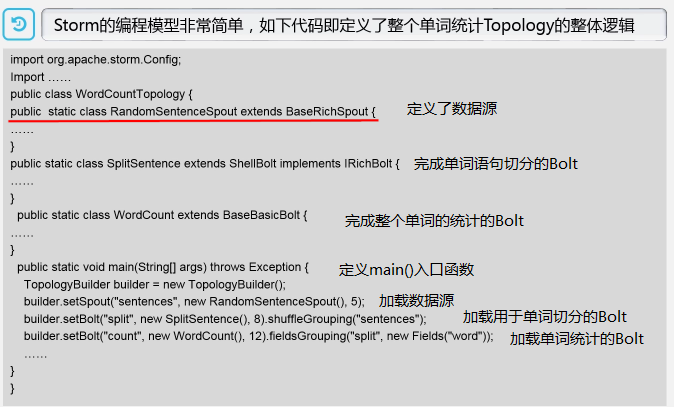 Storm的编程模型非常简单，如下代码即定义了整个单词统计Topology的整体逻辑
import org.apache.storm.Config;
Import ……
public class WordCountTopology {
public  static class RandomSentenceSpout extends BaseRichSpout { 定义了数据源
……
}
public static class SplitSentence extends ShellBolt implements IRichBolt { 完成单词语句切分的Bolt
……
}
public static class WordCount extends BaseBasicBolt { 完成整个单词的统计的Bolt
……
}
public static void main(String[] args) throws Exception { 定义main()入口函数
TopologyBuilder builder = new TopologyBuilder();
builder.setSpout("sentences", new RandomSentenceSpout(), 5); 加载数据源
builder.setBolt("split", new SplitSentence(), 8).shuffleGrouping("sentences"); 加载用于单词切分的Bolt
builder.setBolt("count", new WordCount(), 12).fieldsGrouping("split", new Fields("word")); 加载单词统计的Bolt
……
}
}